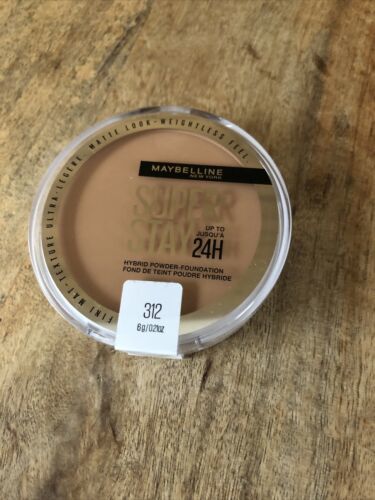 MAYBELLINE
NEW YORK
SUPER
STAY
UP TO
JUSQU'À
24H
HYBRID POWDER-FOUNDATION
FOND DE TEINT POUDRE HYBRIDE
FINI MAT-TEXTURE ULTRA-LÉGÈRE. MATTE LOOK-WEIGHTLESS FEEL.
312
6g/0.21oz